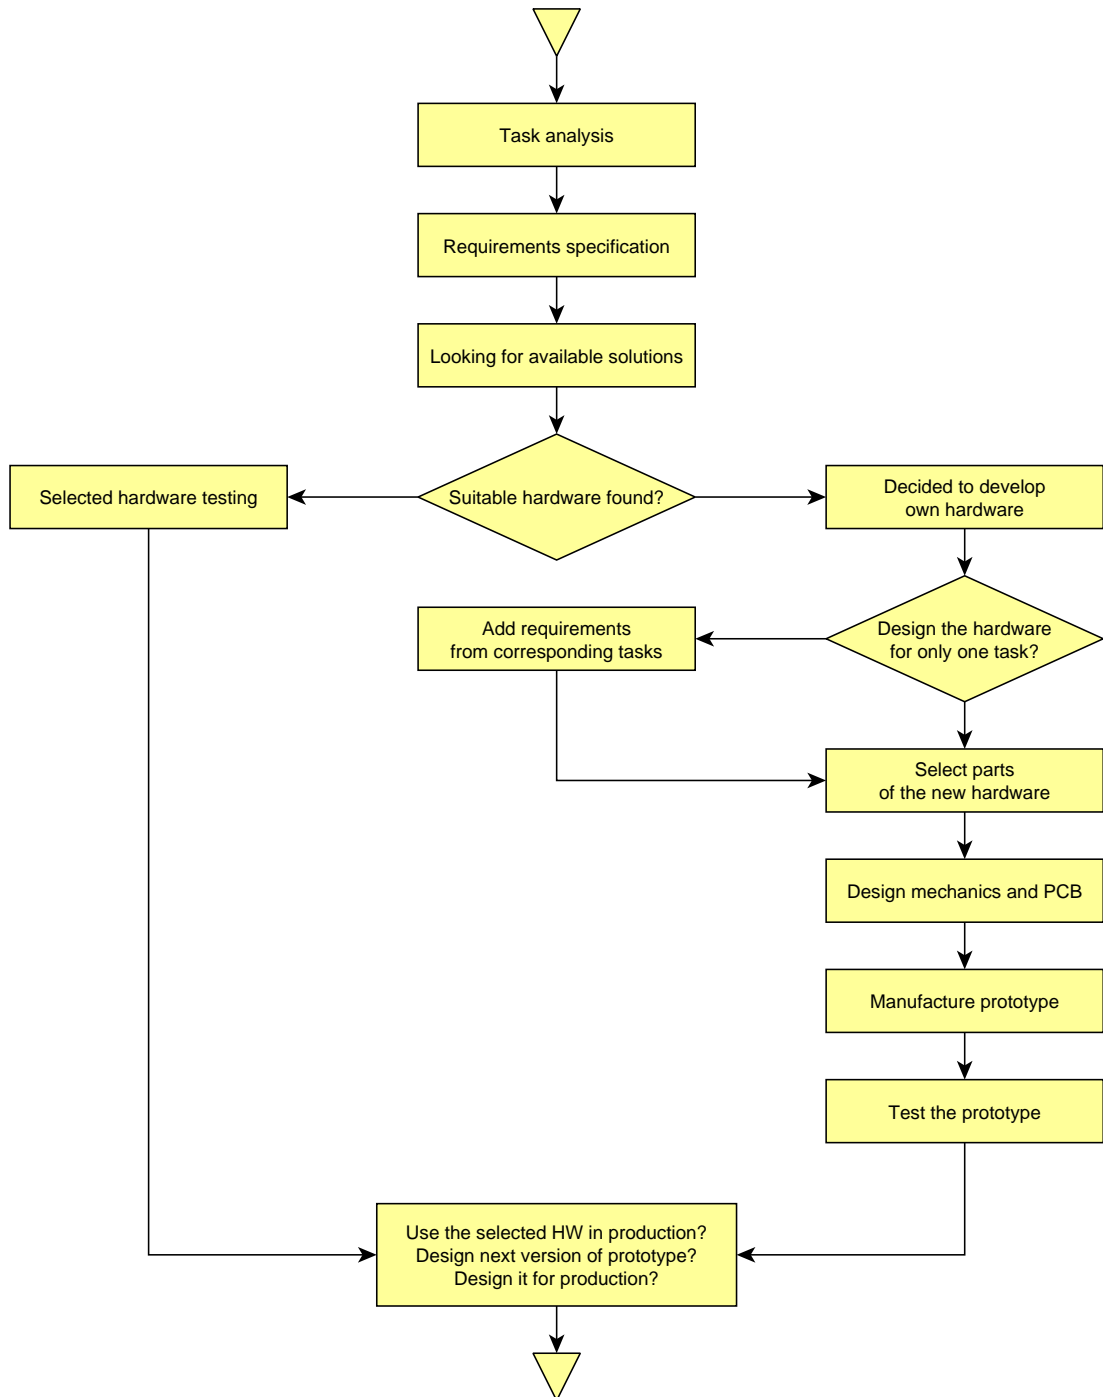 Task analysis
Requirements specification
Looking for available solutions
Suitable hardware found?
Selected hardware testing
Decided to develop
own hardware
Design the hardware
for only one task?
Add requirements
from corresponding tasks
Select parts
of the new hardware
Design mechanics and PCB
Manufacture prototype
Test the prototype
Use the selected HW in production?
Design next version of prototype?
Design it for production?